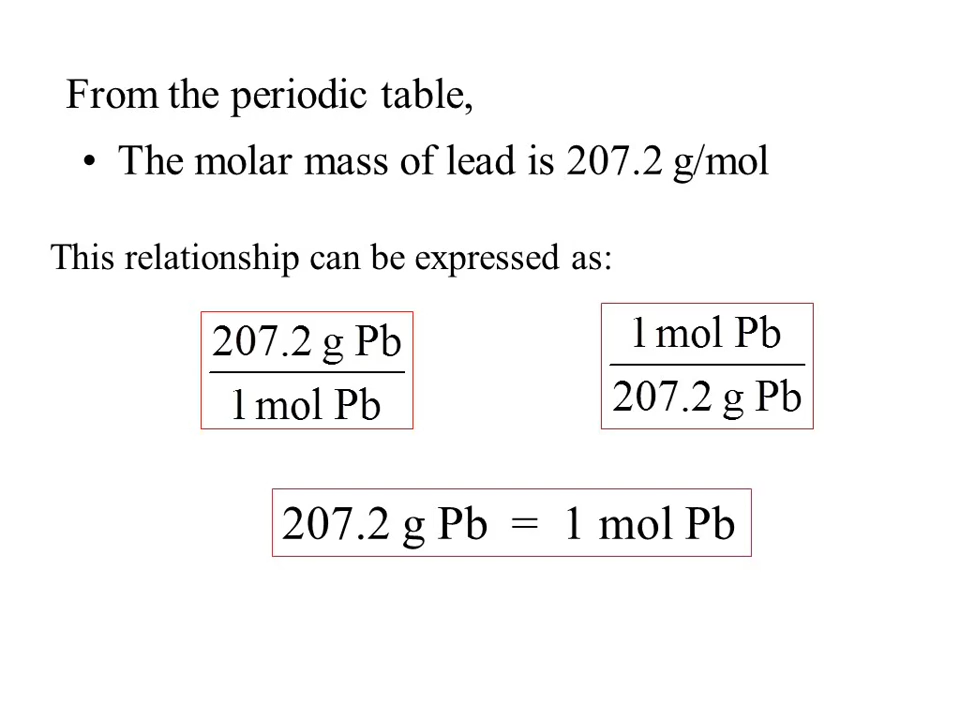 From the periodic table,
• The molar mass of lead is 207.2 g/mol
This relationship can be expressed as:
207.2 g Pb
1 mol Pb
1 mol Pb
207.2 g Pb
207.2 g Pb = 1 mol Pb